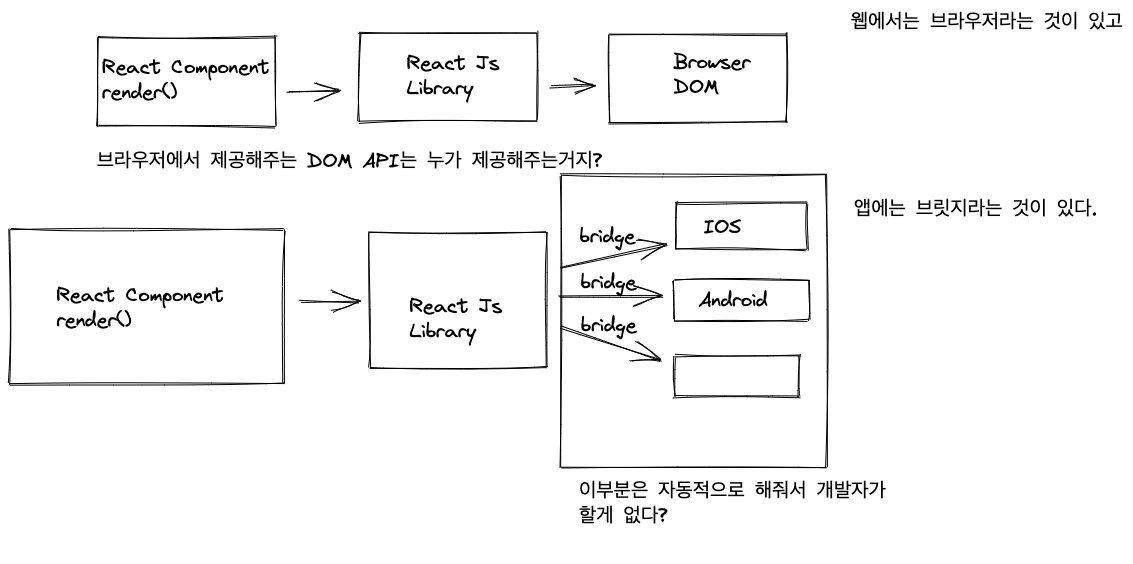 웹에서는 브라우저라는 것이 있고
React Component
render()
React Js
Library
Browser
DOM
브라우저에서 제공해주는 DOM API는 누가 제공해주는거지?
앱에는 브릿지라는 것이 있다.
React Component
render()
React Js
Library
bridge
IOS
bridge
Android
bridge
이부분은 자동적으로 해줘서 개발자가
할게 없다?